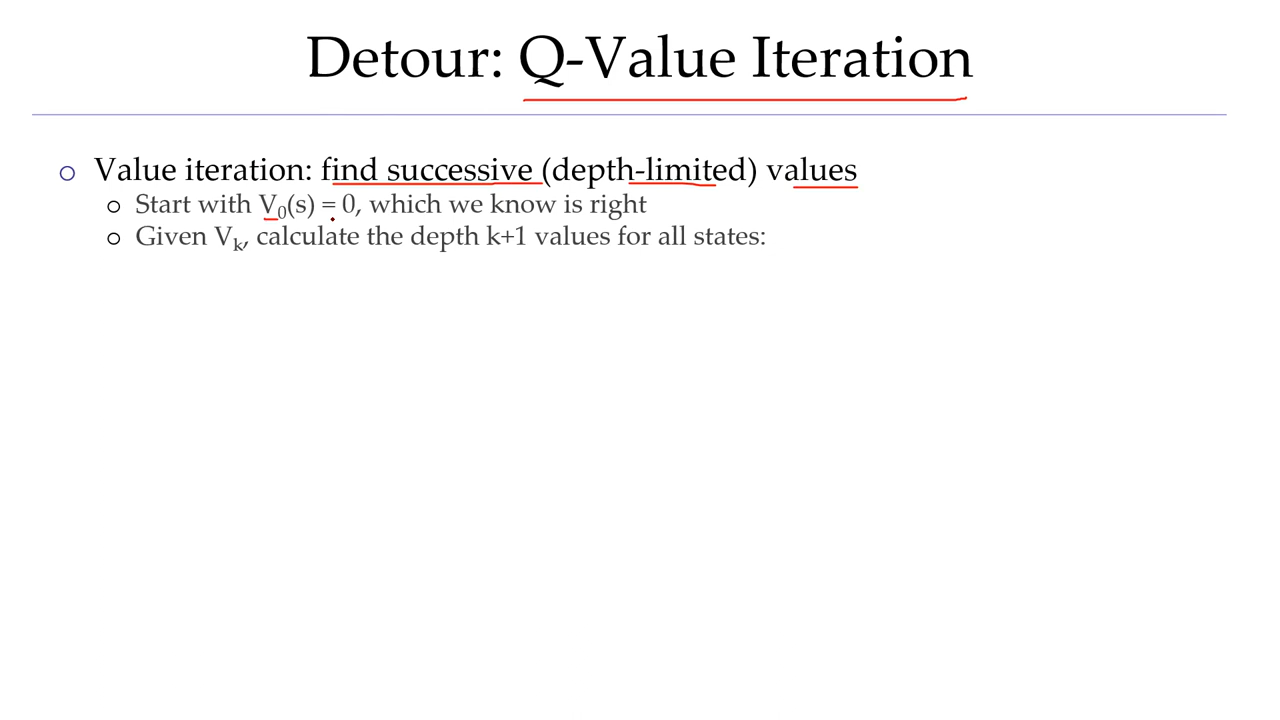 Detour: Q-Value Iteration
Value iteration: find successive (depth-limited) values
Start with V₀(s) = 0, which we know is right
Given Vₖ, calculate the depth k+1 values for all states: